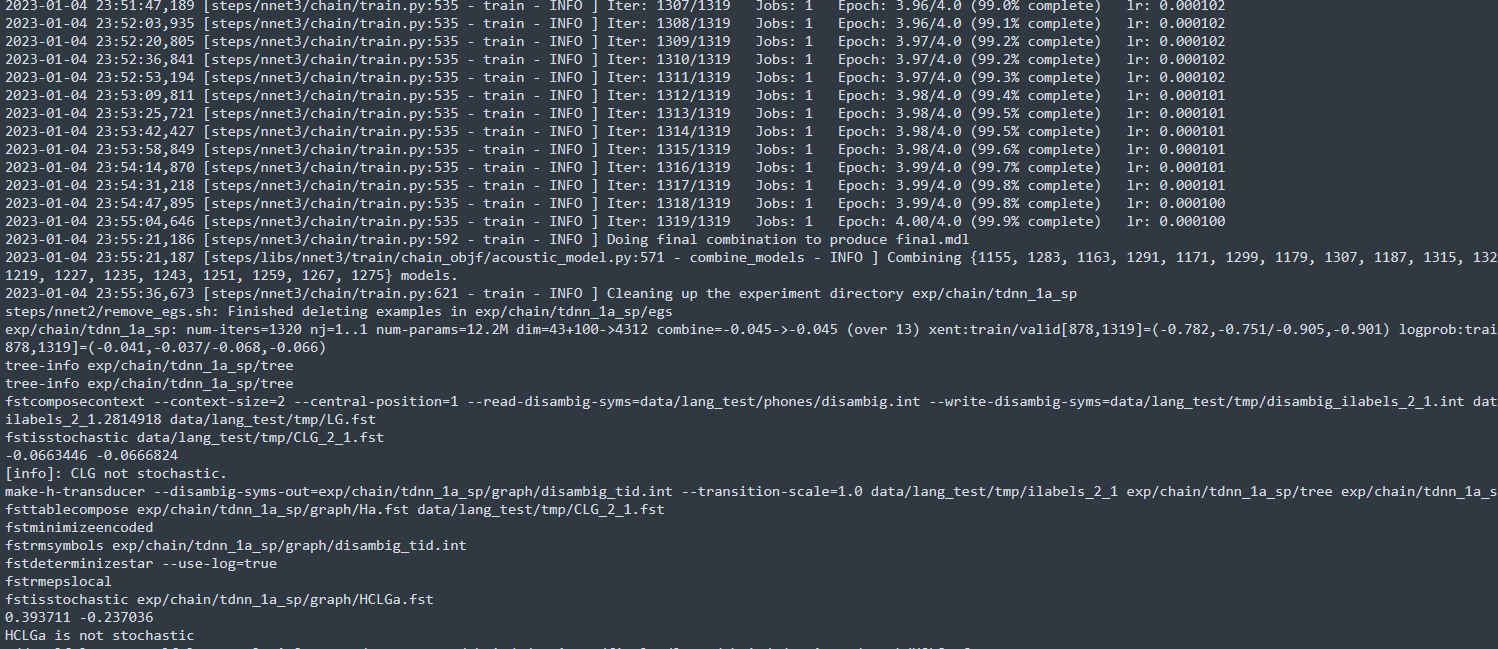 2023-01-04 23:51:47,189 [steps/nnet3/chain/train.py:535 - train - INFO ] Iter: 1307/1319   Jobs: 1   Epoch: 3.96/4.0 (99.0% complete)   lr: 0.000102
2023-01-04 23:52:03,935 [steps/nnet3/chain/train.py:535 - train - INFO ] Iter: 1308/1319   Jobs: 1   Epoch: 3.96/4.0 (99.1% complete)   lr: 0.000102
2023-01-04 23:52:20,805 [steps/nnet3/chain/train.py:535 - train - INFO ] Iter: 1309/1319   Jobs: 1   Epoch: 3.97/4.0 (99.2% complete)   lr: 0.000102
2023-01-04 23:52:36,841 [steps/nnet3/chain/train.py:535 - train - INFO ] Iter: 1310/1319   Jobs: 1   Epoch: 3.97/4.0 (99.2% complete)   lr: 0.000102
2023-01-04 23:52:53,194 [steps/nnet3/chain/train.py:535 - train - INFO ] Iter: 1311/1319   Jobs: 1   Epoch: 3.97/4.0 (99.3% complete)   lr: 0.000102
2023-01-04 23:53:09,811 [steps/nnet3/chain/train.py:535 - train - INFO ] Iter: 1312/1319   Jobs: 1   Epoch: 3.98/4.0 (99.4% complete)   lr: 0.000101
2023-01-04 23:53:25,721 [steps/nnet3/chain/train.py:535 - train - INFO ] Iter: 1313/1319   Jobs: 1   Epoch: 3.98/4.0 (99.5% complete)   lr: 0.000101
2023-01-04 23:53:42,427 [steps/nnet3/chain/train.py:535 - train - INFO ] Iter: 1314/1319   Jobs: 1   Epoch: 3.98/4.0 (99.5% complete)   lr: 0.000101
2023-01-04 23:53:58,849 [steps/nnet3/chain/train.py:535 - train - INFO ] Iter: 1315/1319   Jobs: 1   Epoch: 3.98/4.0 (99.6% complete)   lr: 0.000101
2023-01-04 23:54:14,870 [steps/nnet3/chain/train.py:535 - train - INFO ] Iter: 1316/1319   Jobs: 1   Epoch: 3.99/4.0 (99.7% complete)   lr: 0.000101
2023-01-04 23:54:31,218 [steps/nnet3/chain/train.py:535 - train - INFO ] Iter: 1317/1319   Jobs: 1   Epoch: 3.99/4.0 (99.8% complete)   lr: 0.000101
2023-01-04 23:54:47,895 [steps/nnet3/chain/train.py:535 - train - INFO ] Iter: 1318/1319   Jobs: 1   Epoch: 3.99/4.0 (99.8% complete)   lr: 0.000100
2023-01-04 23:55:04,646 [steps/nnet3/chain/train.py:535 - train - INFO ] Iter: 1319/1319   Jobs: 1   Epoch: 4.00/4.0 (99.9% complete)   lr: 0.000100
2023-01-04 23:55:21,186 [steps/nnet3/chain/train.py:592 - train - INFO ] Doing final combination to produce final.mdl
2023-01-04 23:55:21,187 [steps/libs/nnet3/train/chain_objf/acoustic_model.py:571 - combine_models - INFO ] Combining {1155, 1283, 1163, 1291, 1171, 1299, 1179, 1307, 1187, 1315, 132
1219, 1227, 1235, 1243, 1251, 1259, 1267, 1275} models.
2023-01-04 23:55:36,673 [steps/nnet3/chain/train.py:621 - train - INFO ] Cleaning up the experiment directory exp/chain/tdnn_1a_sp
steps/nnet2/remove_egs.sh: Finished deleting examples in exp/chain/tdnn_1a_sp/egs
exp/chain/tdnn_1a_sp: num-iters=1320 nj=1..1 num-params=12.2M dim=43+100->4312 combine=-0.045->-0.045 (over 13) xent:train/valid[878,1319]=(-0.782,-0.751/-0.905,-0.901) logprob:trai
878,1319]=(-0.041,-0.037/-0.068,-0.066)
tree-info exp/chain/tdnn_1a_sp/tree
tree-info exp/chain/tdnn_1a_sp/tree
fstcomposecontext --context-size=2 --central-position=1 --read-disambig-syms=data/lang_test/phones/disambig.int --write-disambig-syms=data/lang_test/tmp/disambig_ilabels_2_1.int dat
ilabels_2_1.2814918 data/lang_test/tmp/LG.fst
fstisstochastic data/lang_test/tmp/CLG_2_1.fst
-0.0663446 -0.0666824
[info]: CLG not stochastic.
make-h-transducer --disambig-syms-out=exp/chain/tdnn_1a_sp/graph/disambig_tid.int --transition-scale=1.0 data/lang_test/tmp/ilabels_2_1 exp/chain/tdnn_1a_sp/tree exp/chain/tdnn_1a_s
fsttablecompose exp/chain/tdnn_1a_sp/graph/Ha.fst data/lang_test/tmp/CLG_2_1.fst
fstminimizeencoded
fstrmsymbols exp/chain/tdnn_1a_sp/graph/disambig_tid.int
fstdeterminizestar --use-log=true
fstrmepslocal
fstisstochastic exp/chain/tdnn_1a_sp/graph/HCLGa.fst
0.393711 -0.237036
HCLGa is not stochastic